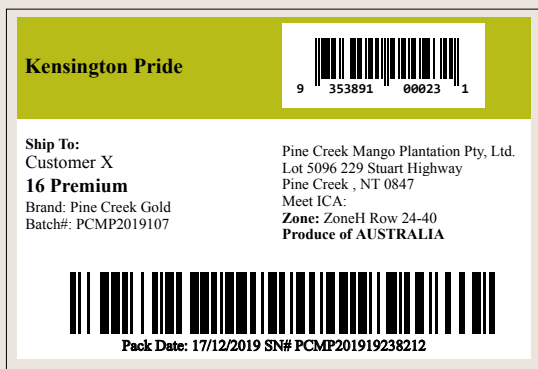 Kensington Pride
9 353891 00023 1
Ship To:
Customer X
16 Premium
Brand: Pine Creek Gold
Batch#: PCMP2019107
Pine Creek Mango Plantation Pty, Ltd.
Lot 5096 229 Stuart Highway
Pine Creek , NT 0847
Meet ICA:
Zone: ZoneH Row 24-40
Produce of AUSTRALIA
Pack Date: 17/12/2019 SN# PCMP201919238212